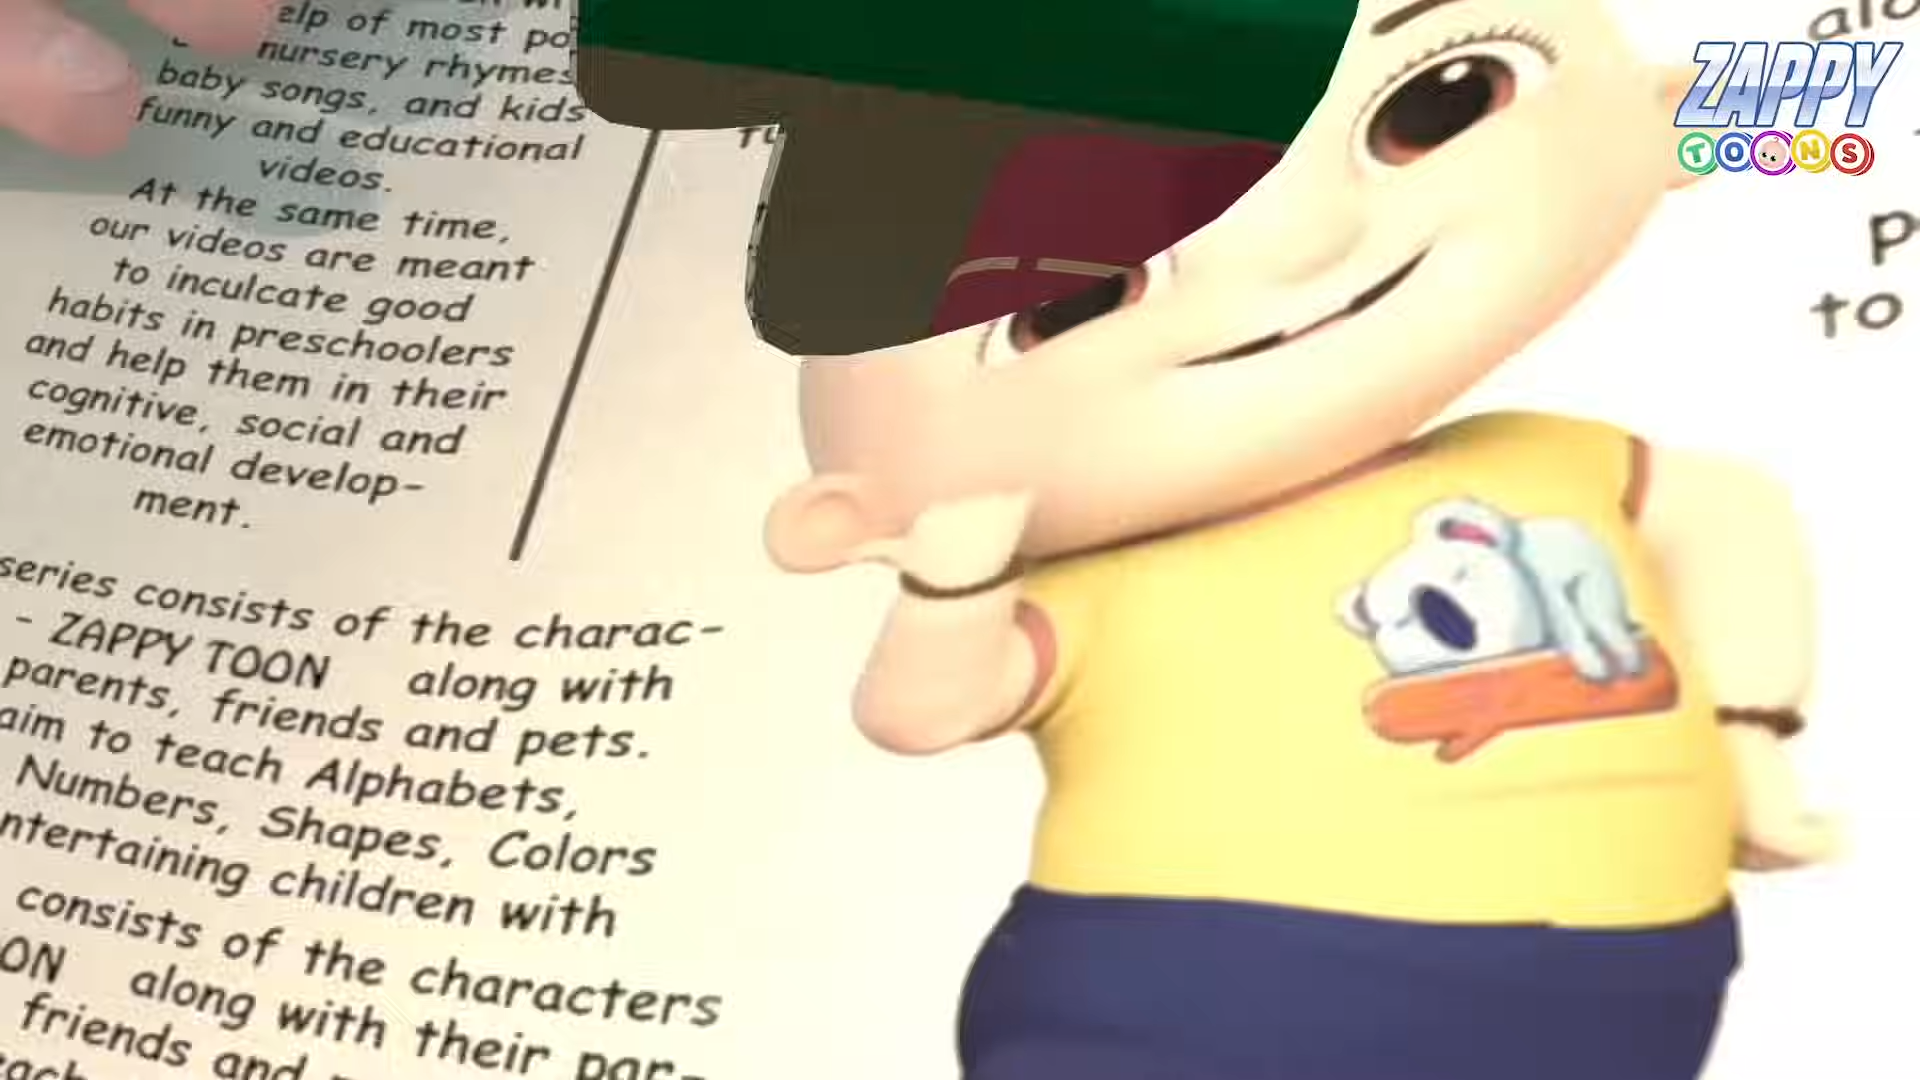 elp of most po
nursery rhymes
baby songs, and kids
funny and educational
videos.
At the same time,
our videos are meant
to inculcate good
habits in preschoolers
and help them in their
cognitive, social and
emotional develop-
ment.
series consists of the charac-
- ZAPPY TOON along with
parents, friends and pets.
aim to teach Alphabets,
Numbers, Shapes, Colors
ntertaining children with
consists of the characters
OON along with their par-
friends and
each
to
ZAPPY
TOONS